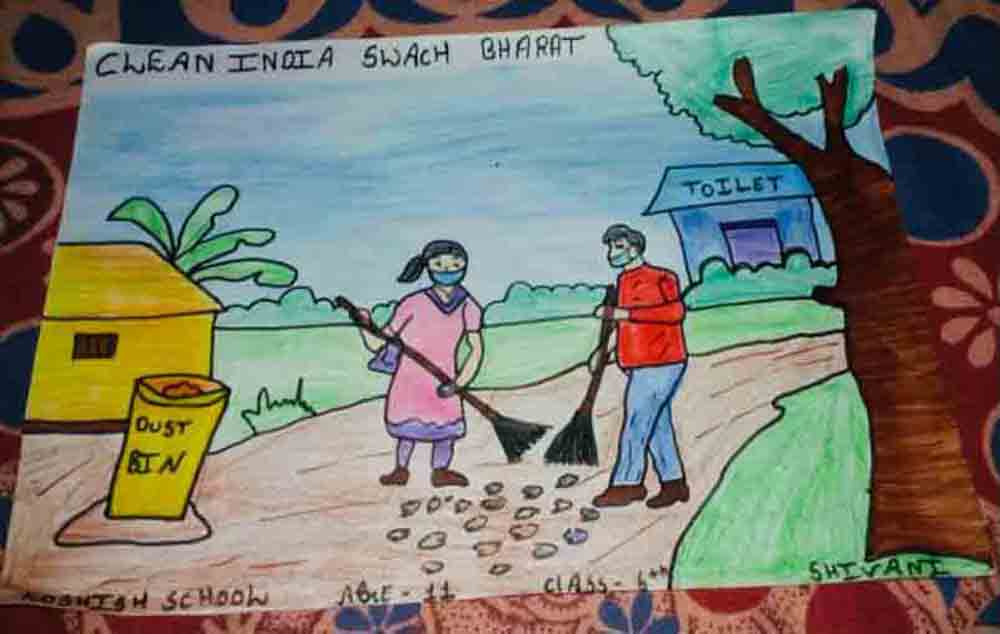 CLEAN INDIA SWACH BHARAT
TOILET
DUST
BIN
SCHOOL AGE - 11 CLASS - 6th
SHIVANI